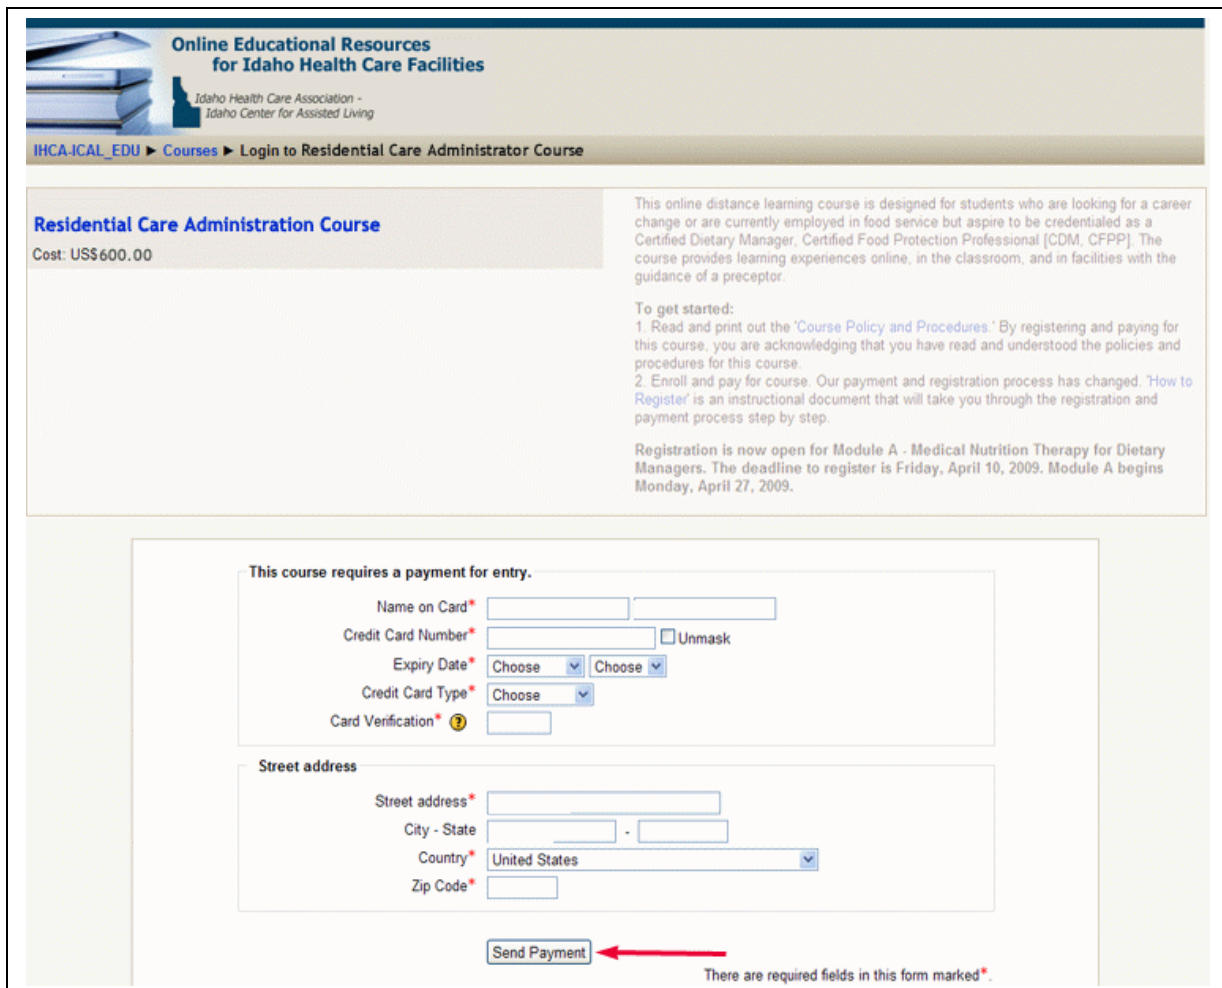 Online Educational Resources
for Idaho Health Care Facilities
Idaho Health Care Association -
Idaho Center for Assisted Living
IHCA-ICAL_EDU ► Courses ► Login to Residential Care Administrator Course
Residential Care Administration Course
Cost: US$600.00
This online distance learning course is designed for students who are looking for a career
change or are currently employed in food service but aspire to be credentialed as a
Certified Dietary Manager, Certified Food Protection Professional [CDM, CFPP]. The
course provides learning experiences online, in the classroom, and in facilities with the
guidance of a preceptor.
To get started:
1. Read and print out the 'Course Policy and Procedures.' By registering and paying for
this course, you are acknowledging that you have read and understood the policies and
procedures for this course.
2. Enroll and pay for course. Our payment and registration process has changed. 'How to
Register' is an instructional document that will take you through the registration and
payment process step by step.
Registration is now open for Module A - Medical Nutrition Therapy for Dietary
Managers. The deadline to register is Friday, April 10, 2009. Module A begins
Monday, April 27, 2009.
This course requires a payment for entry.
Name on Card*
Credit Card Number* Unmask
Expiry Date* Choose Choose
Credit Card Type* Choose
Card Verification* ?
Street address
Street address*
City - State -
Country* United States
Zip Code*
Send Payment
There are required fields in this form marked*.